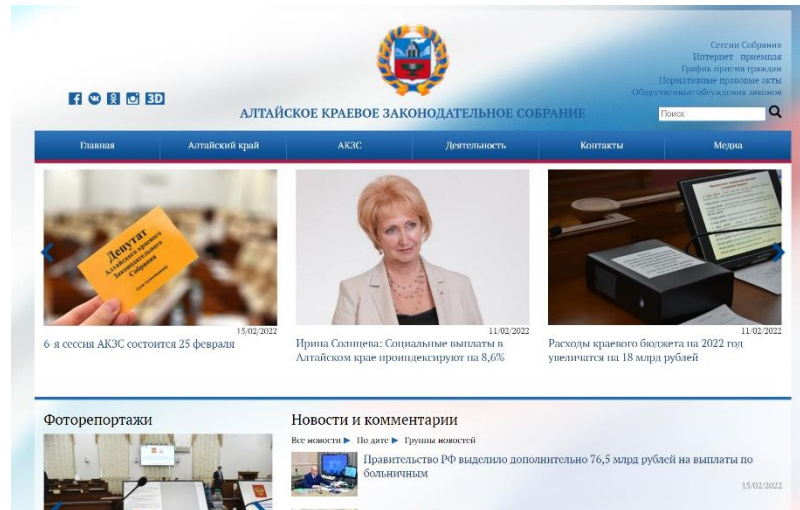 Сессии Собрания
Интернет приемная
График приема граждан
Нормативные правовые акты
Общественные обсуждения законов
3D
АЛТАЙСКОЕ КРАЕВОЕ ЗАКОНОДАТЕЛЬНОЕ СОБРАНИЕ
Поиск
Главная Алтайский край АКЗС Деятельность Контакты Медиа
Депутат
Алтайского краевого
Законодательного
Собрания
15/02/2022
6-я сессия АКЗС состоится 25 февраля
11/02/2022
Ирина Солнцева: Социальные выплаты в
Алтайском крае проиндексируют на 8,6%
11/02/2022
Расходы краевого бюджета на 2022 год
увеличатся на 18 млрд рублей
Фоторепортажи
Новости и комментарии
Все новости По дате Группы новостей
Правительство РФ выделило дополнительно 76,5 млрд рублей на выплаты по
больничным
15/02/2022